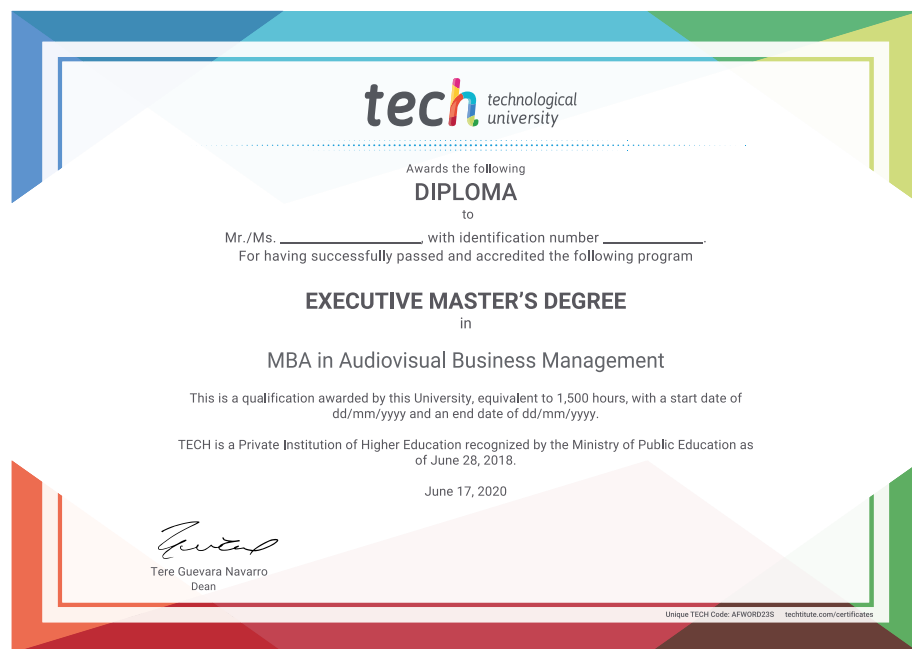 tech technological
university
Awards the following
DIPLOMA
to
Mr./Ms. ____________________, with identification number ______________.
For having successfully passed and accredited the following program
EXECUTIVE MASTER'S DEGREE
in
MBA in Audiovisual Business Management
This is a qualification awarded by this University, equivalent to 1,500 hours, with a start date of
dd/mm/yyyy and an end date of dd/mm/yyyy.
TECH is a Private Institution of Higher Education recognized by the Ministry of Public Education as
of June 28, 2018.
June 17, 2020
Tere Guevara Navarro
Dean
Unique TECH Code: AFWORD23S techtitute.com/certificates